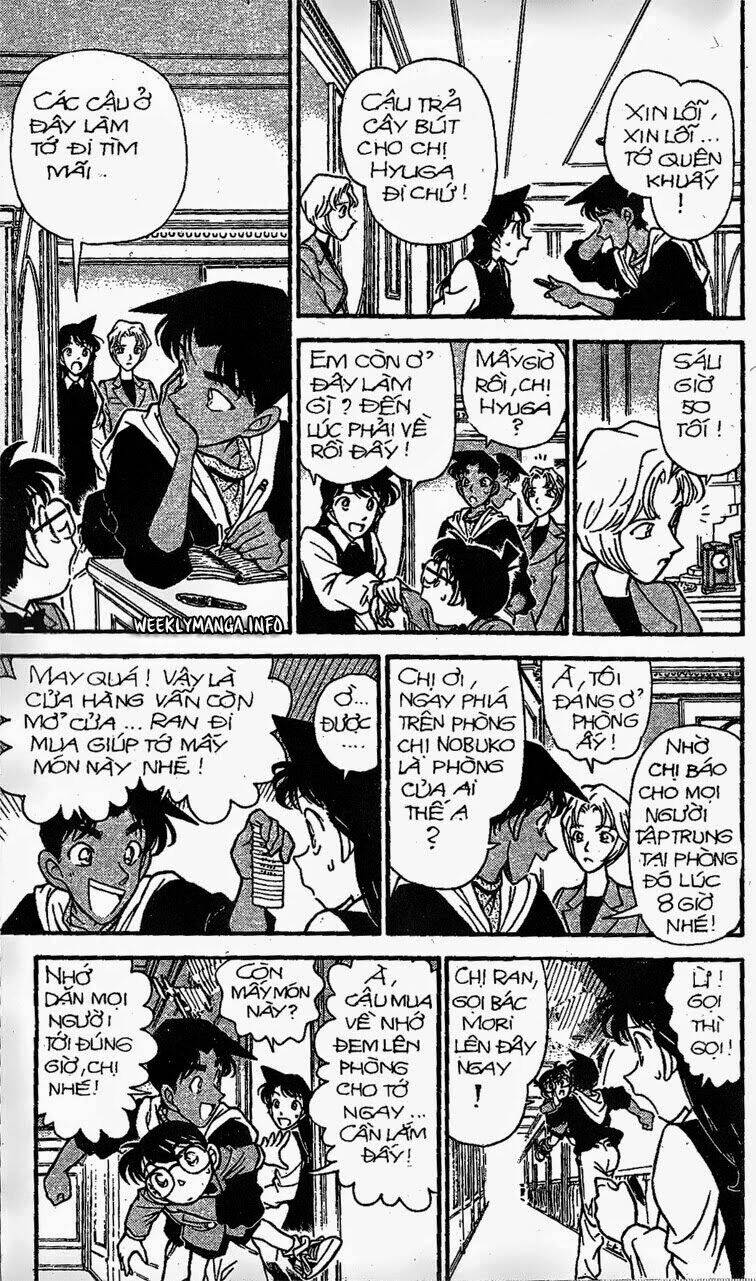 CÁC CẬU Ở
ĐÂY LÀM
TỚ ĐI TÌM
MÃI..
CẬU TRẢ
CÂY BÚT
CHO CHỊ
HYUGA
ĐI CHỨ!
XIN LỖI,
XIN LỖI...
TỚ QUÊN
KHUẤY
!
EM CÒN Ở
ĐÂY LÀM
GÌ? ĐẾN
LÚC PHẢI VỀ
RỒI ĐẤY!
MẤY GIỜ
RỒI, CHỊ
HYUGA
?
SÁU
GIỜ
50
TỐI!
WEEKLYMANGA.INFO
MAY QUÁ! VẬY LÀ
CỬA HÀNG VẪN CÒN
MỞ CỬA... RAN ĐI
MUA GIÚP TỚ MẤY
MÓN NÀY NHÉ!
Ơ...
ĐƯỢC
....
CHỊ ƠI,
NGAY PHIÁ
TRÊN PHÒNG
CHỊ NOBUKO
LÀ PHÒNG
CỦA AI
THẾ Ạ
?
À, TÔI
ĐANG Ở
PHÒNG
ẤY!
NHỜ
CHỊ BÁO
CHO MỌI
NGƯỜI
TẬP TRUNG
TẠI PHÒNG
ĐÓ LÚC
8 GIỜ
NHÉ!
NHỚ
DẪN MỌI
NGƯỜI
TỚI ĐÚNG
GIỜ, CHỊ
NHÉ!
CÒN
MẤY MÓN
NÀY?
À,
CẬU MUA
VỀ NHỚ
ĐEM LÊN
PHÒNG
CHO TỚ
NGAY...
CẦN LẮM
ĐẤY!
CHỊ RAN,
GỌI BÁC
MORI
LÊN ĐÂY
NGAY
!
Ừ!
GỌI
THÌ
GỌI!